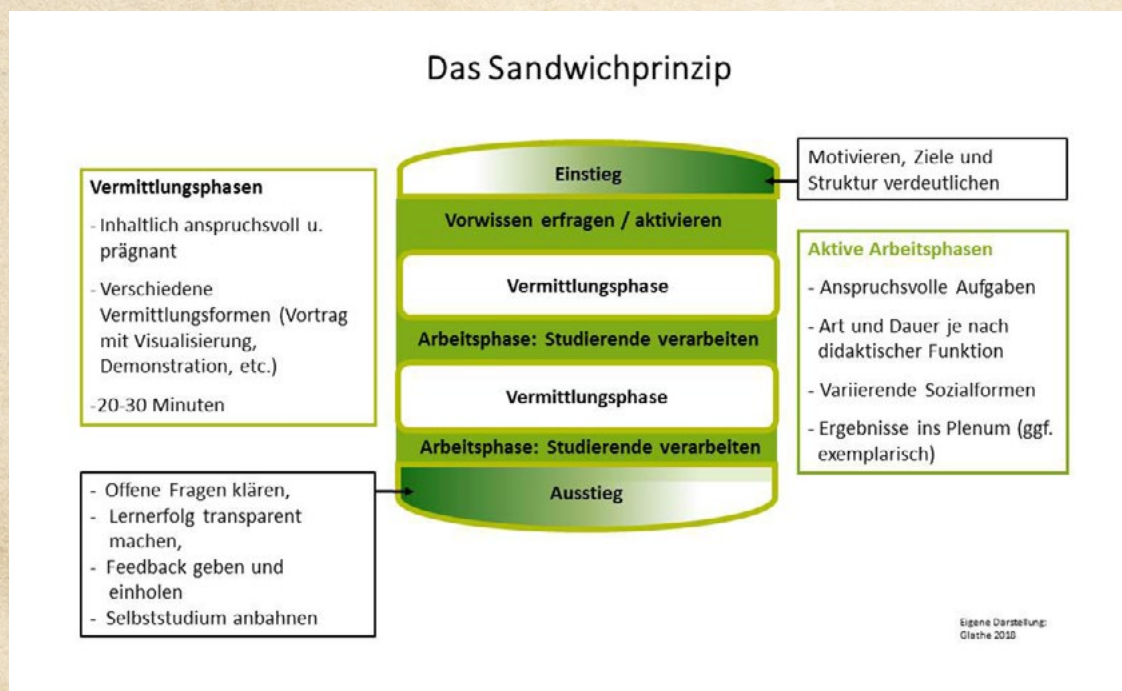 Das Sandwichprinzip
Vermittlungsphasen
- Inhaltlich anspruchsvoll u.
prägnant
- Verschiedene
Vermittlungsformen (Vortrag
mit Visualisierung,
Demonstration, etc.)
-20-30 Minuten
Einstieg
Vorwissen erfragen / aktivieren
Vermittlungsphase
Arbeitsphase: Studierende verarbeiten
Vermittlungsphase
Arbeitsphase: Studierende verarbeiten
Ausstieg
Motivieren, Ziele und
Struktur verdeutlichen
Aktive Arbeitsphasen
- Anspruchsvolle Aufgaben
- Art und Dauer je nach
didaktischer Funktion
- Variierende Sozialformen
- Ergebnisse ins Plenum (ggf.
exemplarisch)
- Offene Fragen klären,
- Lernerfolg transparent
machen,
- Feedback geben und
einholen
- Selbststudium anbahnen
Eigene Darstellung:
Glathe 2018